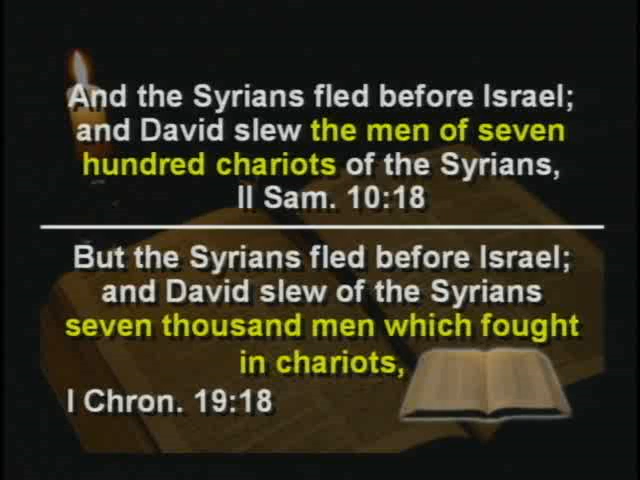 And the Syrians fled before Israel;
and David slew the men of seven
hundred chariots of the Syrians,
II Sam. 10:18
But the Syrians fled before Israel;
and David slew of the Syrians
seven thousand men which fought
in chariots,
I Chron. 19:18